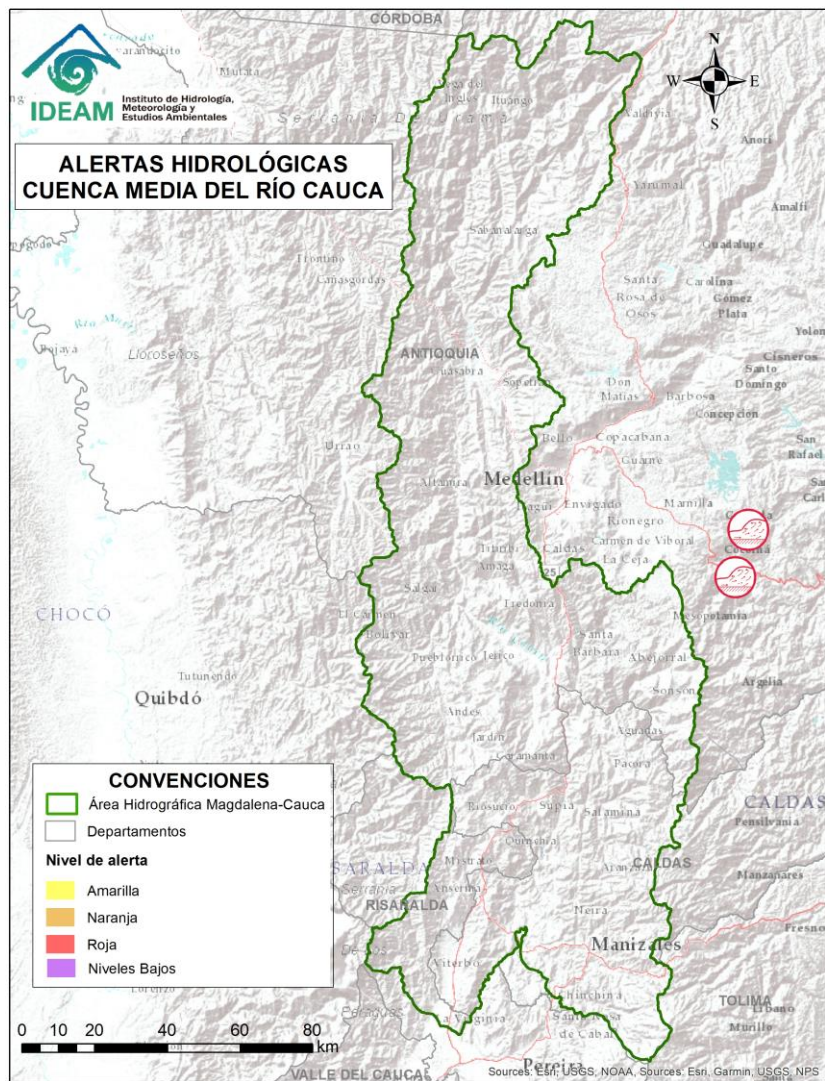 CÓRDOBA
IDEAM
Instituto de Hidrología,
Meteorología y
Estudios Ambientales
ALERTAS HIDROLÓGICAS
CUENCA MEDIA DEL RÍO CAUCA
N
W
E
S
Mutatá
Ituango
Valdivia
Anorí
Yarumal
Amalfi
Sabanalarga
Guadalupe
Frontino
Cañasgordas
Santa
Rosa de
Osos
Carolina
Gómez
Plata
ANTIOQUIA
Cisneros
Santo
Domingo
Sopetrán
Don
Matías
Barbosa
Concepción
Bello
Copacabana
San
Rafael
Urrao
Guarne
Altamira
Medellín
Envigado
Marinilla
Rionegro
Carmen de Viboral
Caldas
La Ceja
25
Amagá
Salgar
Fredonia
El Carmen
Bolívar
CHOCÓ
Mesopotamia
Santa
Bárbara
Abejorral
Pueblorrico
Jericó
Tutunendo
Quibdó
Sonsón
Argelia
Andes
Jardín
Aguadas
Caramanta
Pácora
CONVENCIONES
Área Hidrográfica Magdalena-Cauca
Departamentos
Nivel de alerta
Amarilla
Naranja
Roja
Niveles Bajos
Riosucio
Supía
Salamina
CALDAS
Pensilvania
Quinchía
Mistrató
CALDAS
Manzanares
Anserma
RISARALDA
Neira
Fresno
Manizales
Viterbo
Chinchiná
TOLIMA
Líbano
Murillo
La Virginia
Santa Rosa
de Cabal
Pereira
VALLE DEL CAUCA
0 10 20 40 60 80
km
Sources: Esri, USGS, NOAA, Sources: Esri, Garmin, USGS, NPS